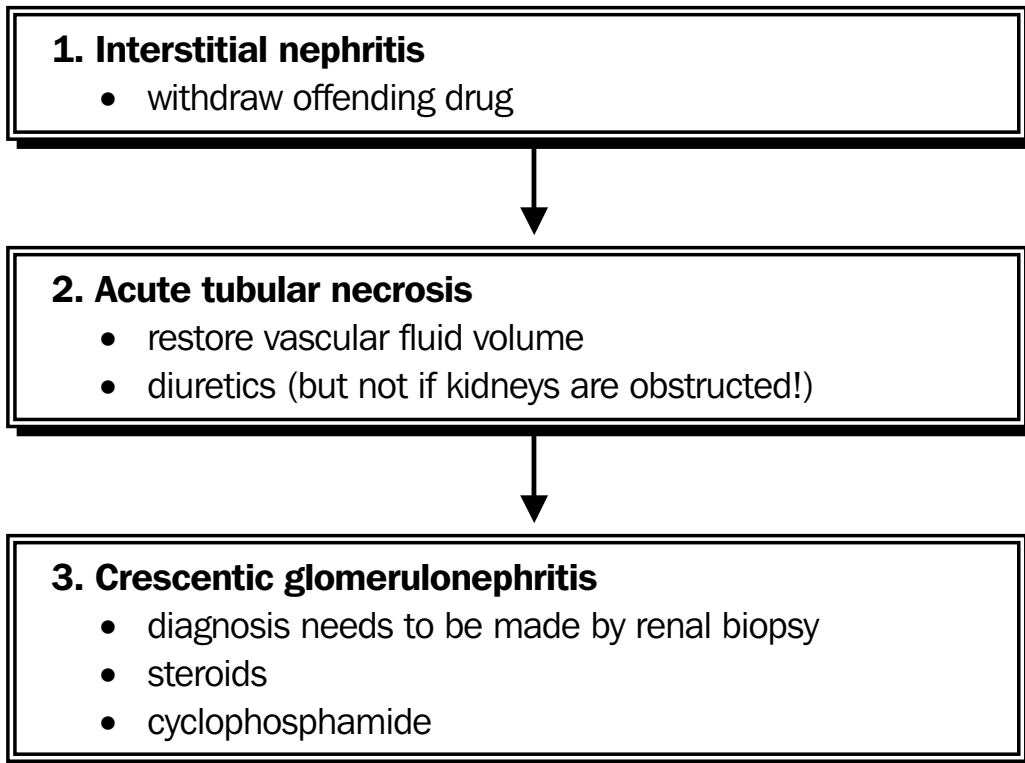 1. Interstitial nephritis
• withdraw offending drug
2. Acute tubular necrosis
• restore vascular fluid volume
• diuretics (but not if kidneys are obstructed!)
3. Crescentic glomerulonephritis
• diagnosis needs to be made by renal biopsy
• steroids
• cyclophosphamide